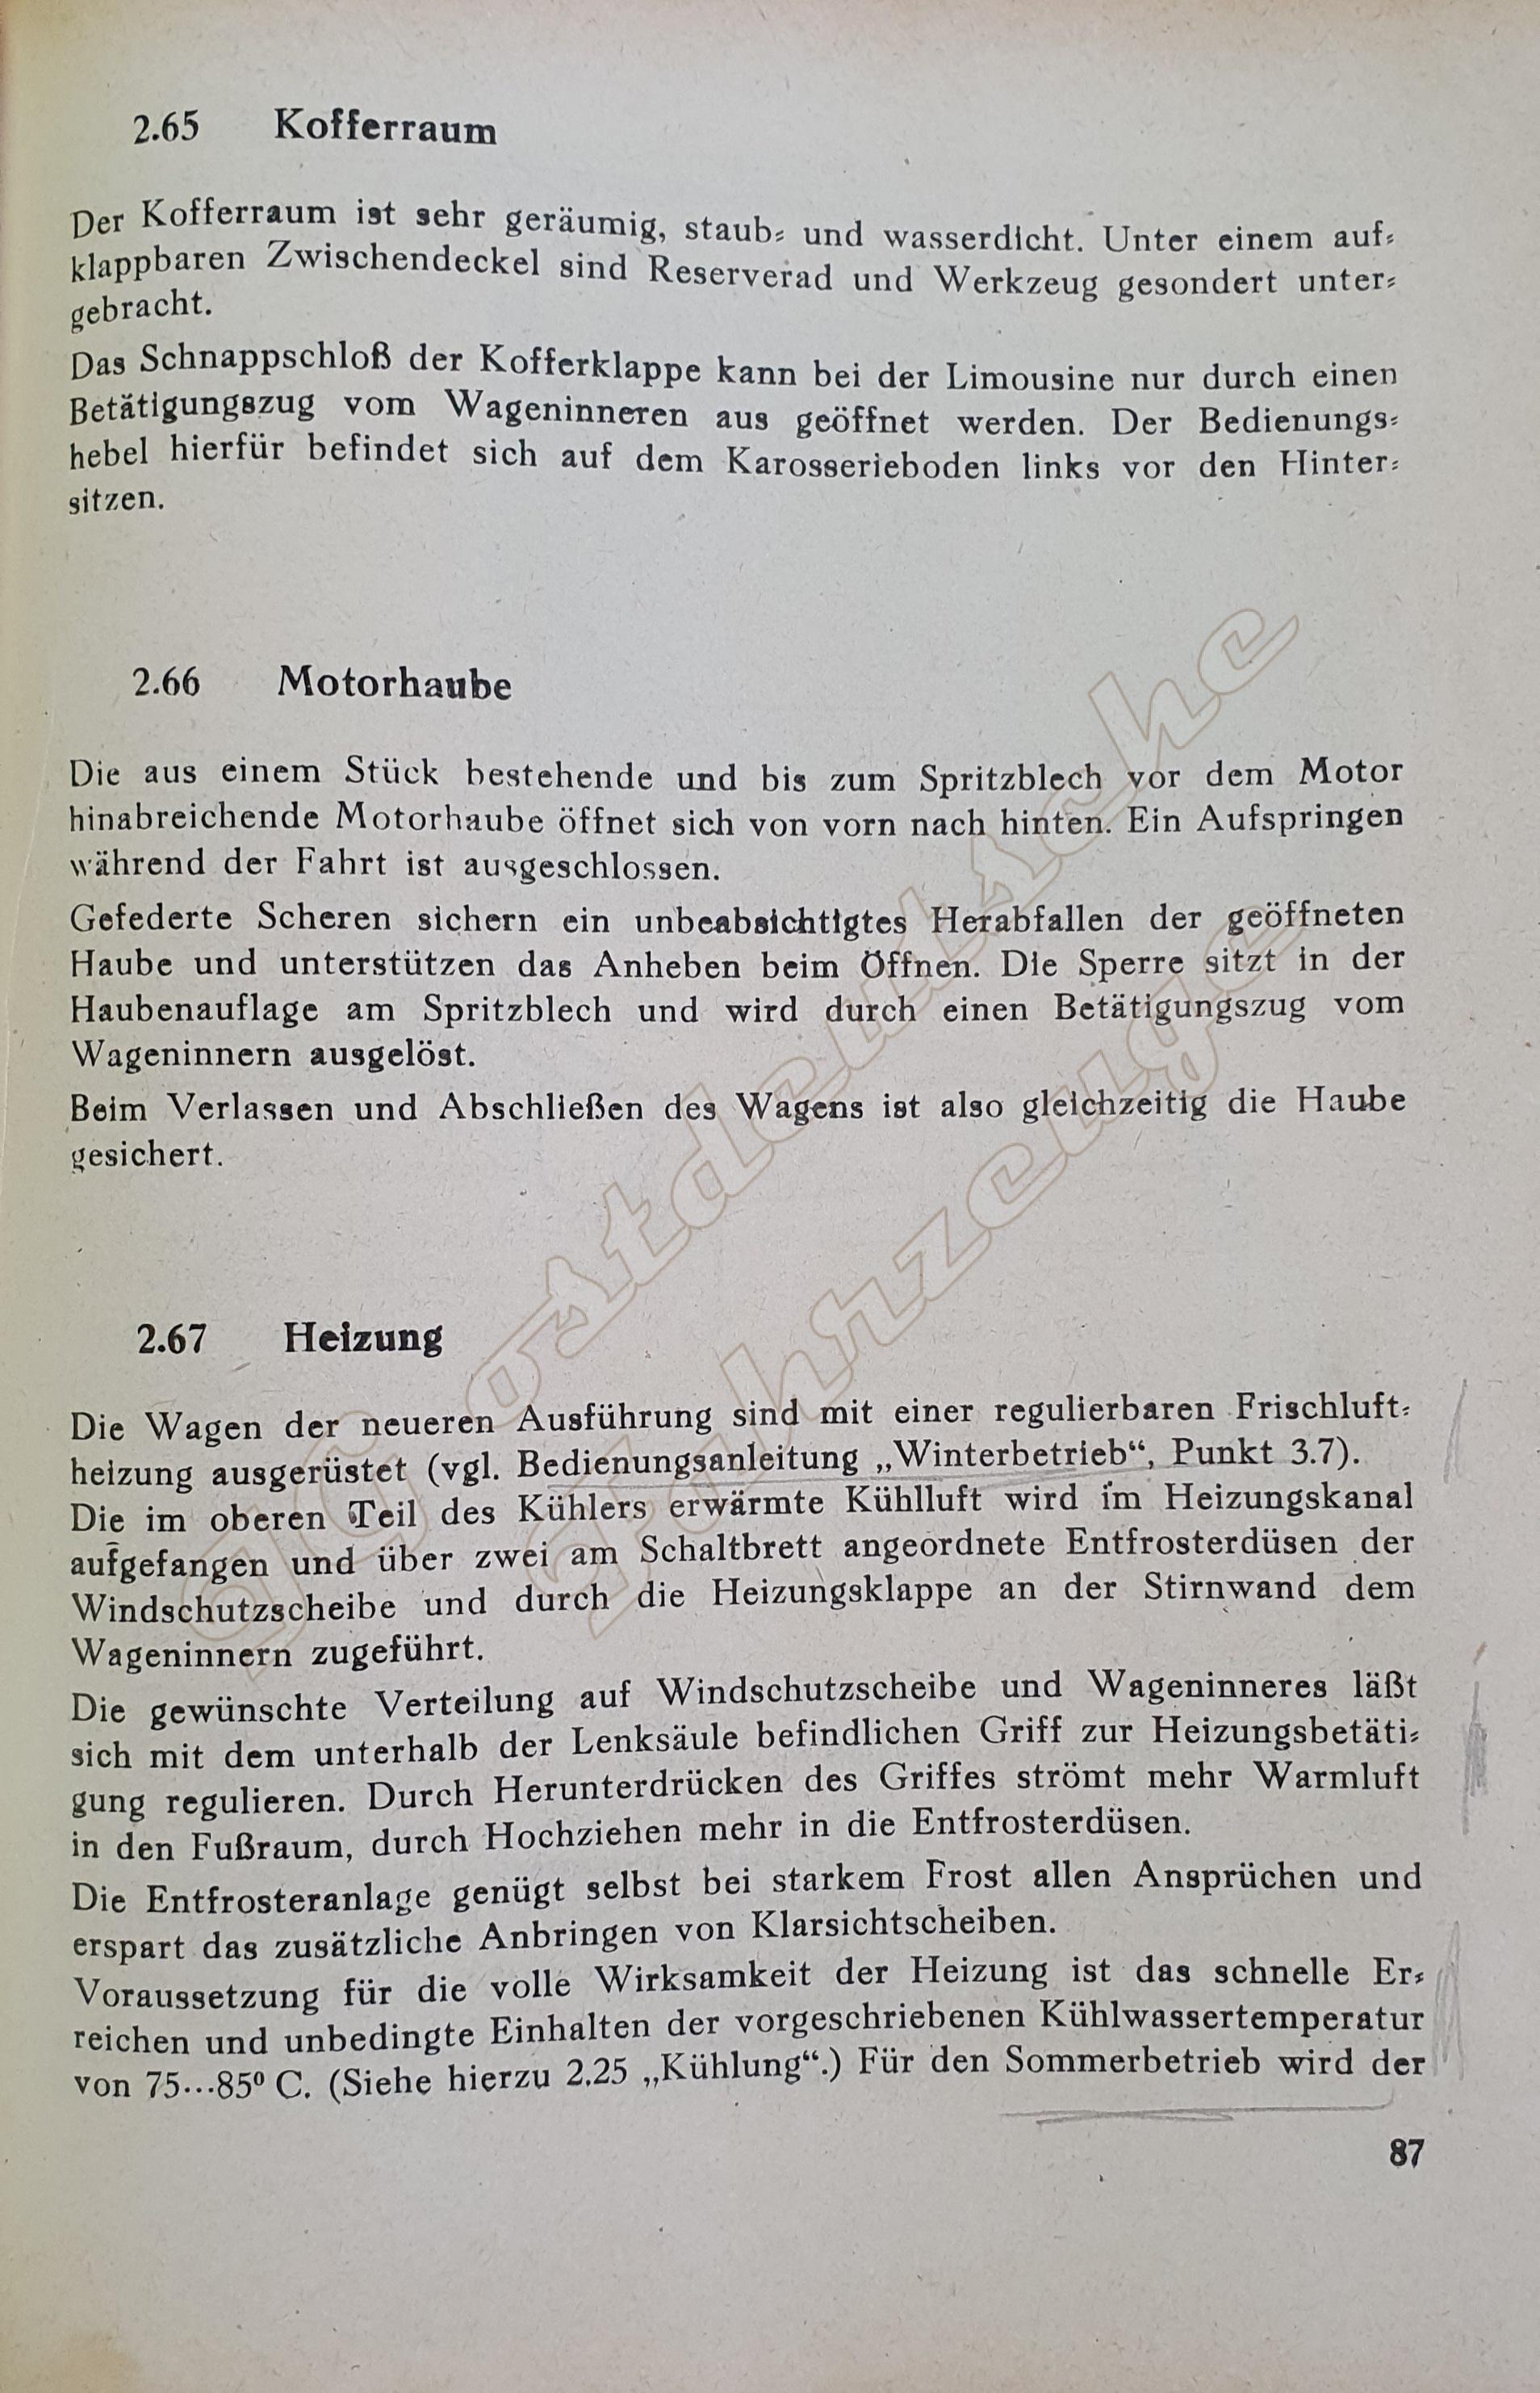 2.65 Kofferraum
Der Kofferraum ist sehr geräumig, staub- und wasserdicht. Unter einem auf-
klappbaren Zwischendeckel sind Reserverad und Werkzeug gesondert unter-
gebracht.
Das Schnappschloß der Kofferklappe kann bei der Limousine nur durch einen
Betätigungszug vom Wageninneren aus geöffnet werden. Der Bedienungs-
hebel hierfür befindet sich auf dem Karosserieboden links vor den Hinter-
sitzen.
2.66 Motorhaube
Die aus einem Stück bestehende und bis zum Spritzblech vor dem Motor
hinabreichende Motorhaube öffnet sich von vorn nach hinten. Ein Aufspringen
während der Fahrt ist ausgeschlossen.
Gefederte Scheren sichern ein unbeabsichtigtes Herabfallen der geöffneten
Haube und unterstützen das Anheben beim Öffnen. Die Sperre sitzt in der
Haubenauflage am Spritzblech und wird durch einen Betätigungszug vom
Wageninnern ausgelöst.
Beim Verlassen und Abschließen des Wagens ist also gleichzeitig die Haube
gesichert.
2.67 Heizung
Die Wagen der neueren Ausführung sind mit einer regulierbaren Frischluft-
heizung ausgerüstet (vgl. Bedienungsanleitung „Winterbetrieb“, Punkt 3.7).
Die im oberen Teil des Kühlers erwärmte Kühlluft wird im Heizungskanal
aufgefangen und über zwei am Schaltbrett angeordnete Entfrosterdüsen der
Windschutzscheibe und durch die Heizungsklappe an der Stirnwand dem
Wageninnern zugeführt.
Die gewünschte Verteilung auf Windschutzscheibe und Wageninneres läßt
sich mit dem unterhalb der Lenksäule befindlichen Griff zur Heizungsbetäti-
gung regulieren. Durch Herunterdrücken des Griffes strömt mehr Warmluft
in den Fußraum, durch Hochziehen mehr in die Entfrosterdüsen.
Die Entfrosteranlage genügt selbst bei starkem Frost allen Ansprüchen und
erspart das zusätzliche Anbringen von Klarsichtscheiben.
Voraussetzung für die volle Wirksamkeit der Heizung ist das schnelle Er-
reichen und unbedingte Einhalten der vorgeschriebenen Kühlwassertemperatur
von 75...85° C. (Siehe hierzu 2.25 „Kühlung“.) Für den Sommerbetrieb wird der
87
ostdeutsche
Fahrzeuge